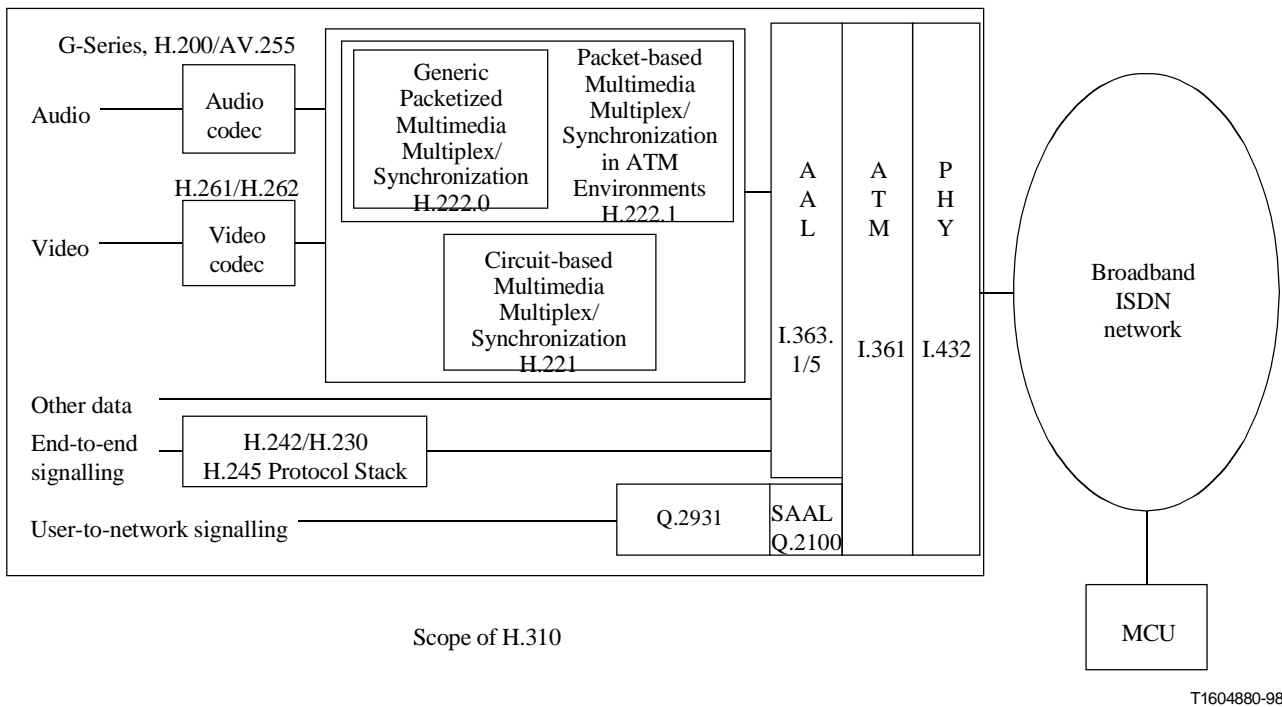 G-Series, H.200/AV.255
Audio
Audio
codec
H.261/H.262
Video
Video
codec
Generic
Packetized
Multimedia
Multiplex/
Synchronization
H.222.0
Packet-based
Multimedia
Multiplex/
Synchronization
in ATM
Environments
H.222.1
Circuit-based
Multimedia
Multiplex/
Synchronization
H.221
Other data
End-to-end
signalling
H.242/H.230
H.245 Protocol Stack
User-to-network signalling
Q.2931
SAAL
Q.2100
A
A
L
I.363.
1/5
A
T
M
I.361
P
H
Y
I.432
Broadband
ISDN
network
MCU
Scope of H.310
T1604880-98